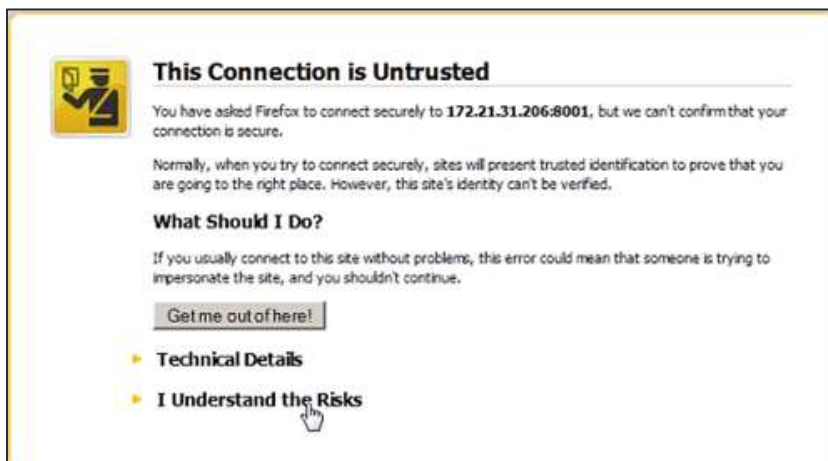 This Connection is Untrusted
You have asked Firefox to connect securely to 172.21.31.206:8001, but we can't confirm that your
connection is secure.
Normally, when you try to connect securely, sites will present trusted identification to prove that you
are going to the right place. However, this site's identity can't be verified.
What Should I Do?
If you usually connect to this site without problems, this error could mean that someone is trying to
impersonate the site, and you shouldn't continue.
Get me out of here!
Technical Details
I Understand the Risks